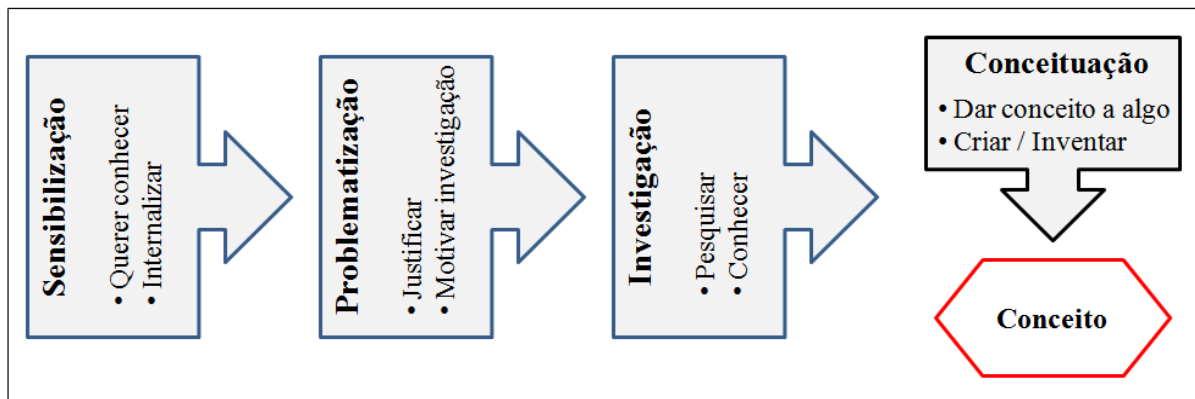 Sensibilização
• Querer conhecer
• Internalizar
Problematização
• Justificar
• Motivar investigação
Investigação
• Pesquisar
• Conhecer
Conceituação
• Dar conceito a algo
• Criar / Inventar
Conceito